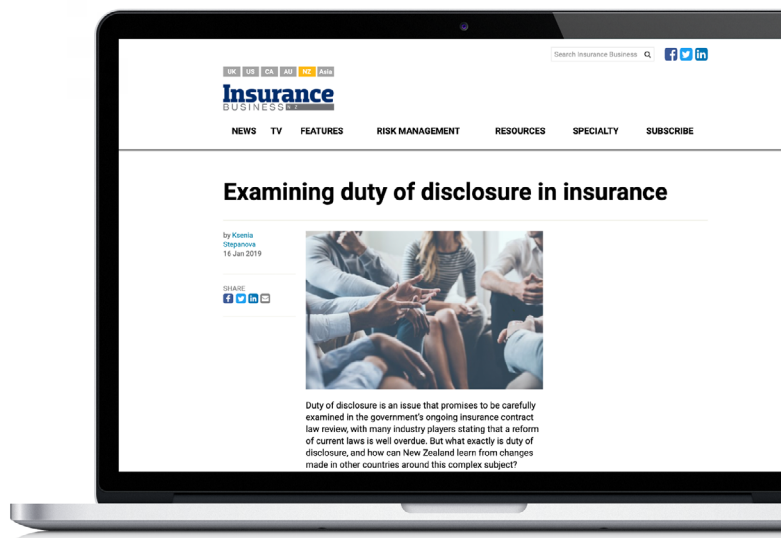 Search Insurance Business
UK US CA AU NZ Asia
Insurance
BUSINESS NZ
NEWS TV FEATURES RISK MANAGEMENT RESOURCES SPECIALTY SUBSCRIBE
Examining duty of disclosure in insurance
by Ksenia
Stepanova
16 Jan 2019
SHARE
Duty of disclosure is an issue that promises to be carefully
examined in the government's ongoing insurance contract
law review, with many industry players stating that a reform
of current laws is well overdue. But what exactly is duty of
disclosure, and how can New Zealand learn from changes
made in other countries around this complex subject?